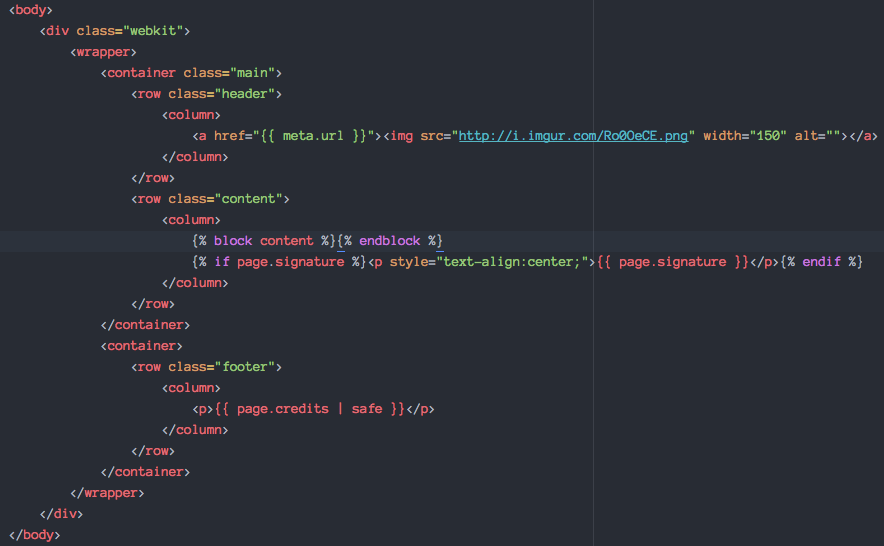 <body>
<div class="webkit">
<wrapper>
<container class="main">
<row class="header">
<column>
<a href="{{ meta.url }}"><img src="http://i.imgur.com/Ro0OeCE.png" width="150" alt=""></a>
</column>
</row>
<row class="content">
<column>
{% block content %}{% endblock %}
{% if page.signature %}<p style="text-align:center;">{{ page.signature }}</p>{% endif %}
</column>
</row>
</container>
<container>
<row class="footer">
<column>
<p>{{ page.credits | safe }}</p>
</column>
</row>
</container>
</wrapper>
</div>
</body>